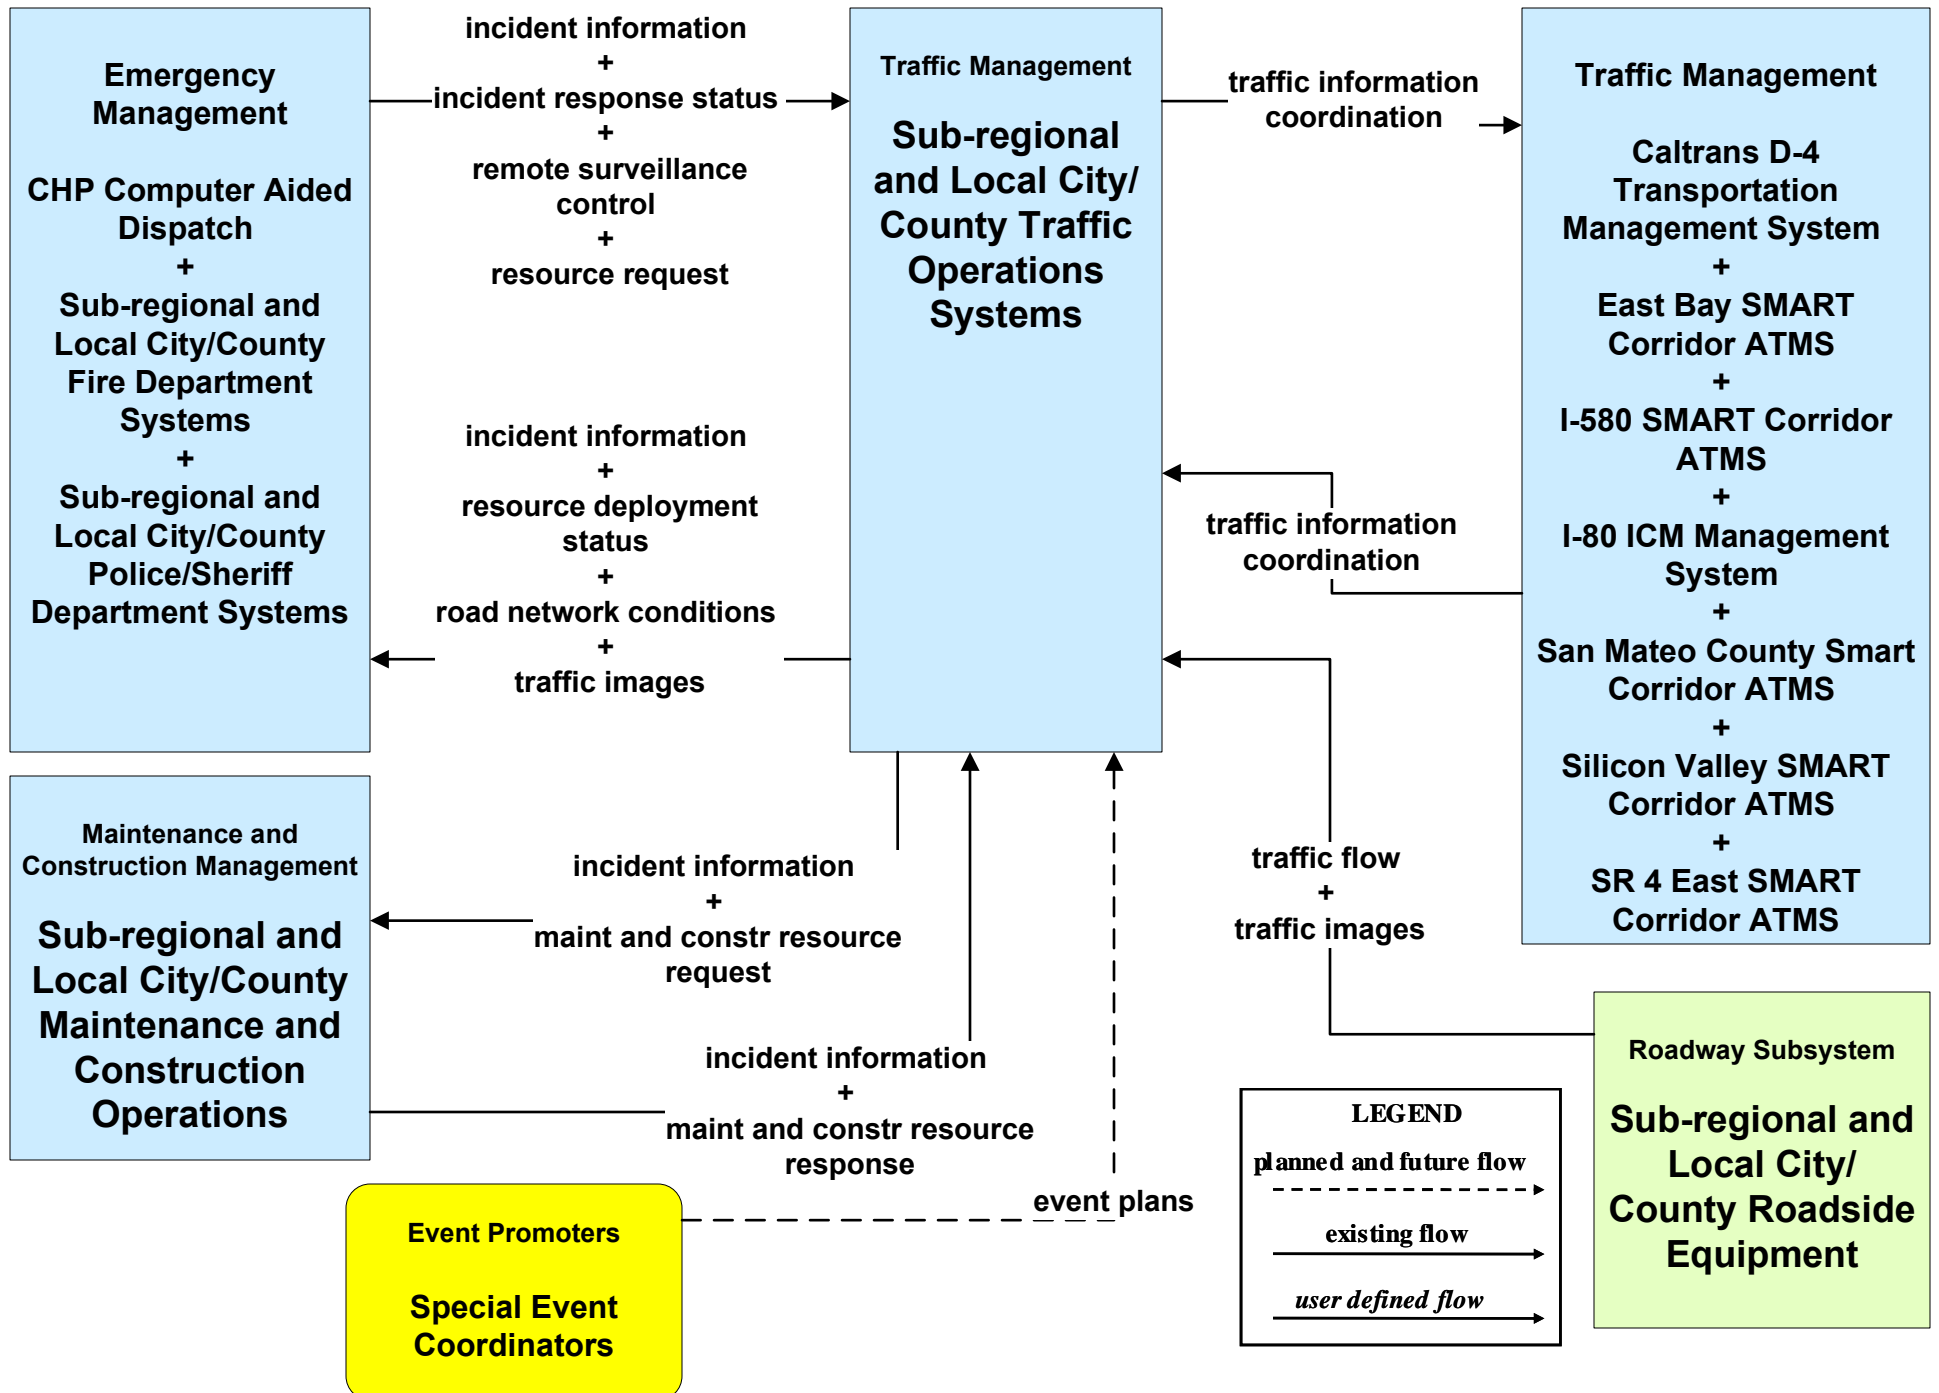 Emergency
Management
CHP Computer Aided
Dispatch
+
Sub-regional and
Local City/County
Fire Department
Systems
+
Sub-regional and
Local City/County
Police/Sheriff
Department Systems
incident information
+
incident response status
+
remote surveillance
control
+
resource request
incident information
+
resource deployment
status
+
road network conditions
+
traffic images
Traffic Management
Sub-regional
and Local City/
County Traffic
Operations
Systems
traffic information
coordination
traffic information
coordination
Traffic Management
Caltrans D-4
Transportation
Management System
+
East Bay SMART
Corridor ATMS
+
I-580 SMART Corridor
ATMS
+
I-80 ICM Management
System
+
San Mateo County Smart
Corridor ATMS
+
Silicon Valley SMART
Corridor ATMS
+
SR 4 East SMART
Corridor ATMS
Maintenance and
Construction Management
Sub-regional and
Local City/County
Maintenance and
Construction
Operations
incident information
+
maint and constr resource
request
incident information
+
maint and constr resource
response
traffic flow
+
traffic images
Roadway Subsystem
Sub-regional and
Local City/
County Roadside
Equipment
Event Promoters
Special Event
Coordinators
event plans
LEGEND
planned and future flow
existing flow
user defined flow